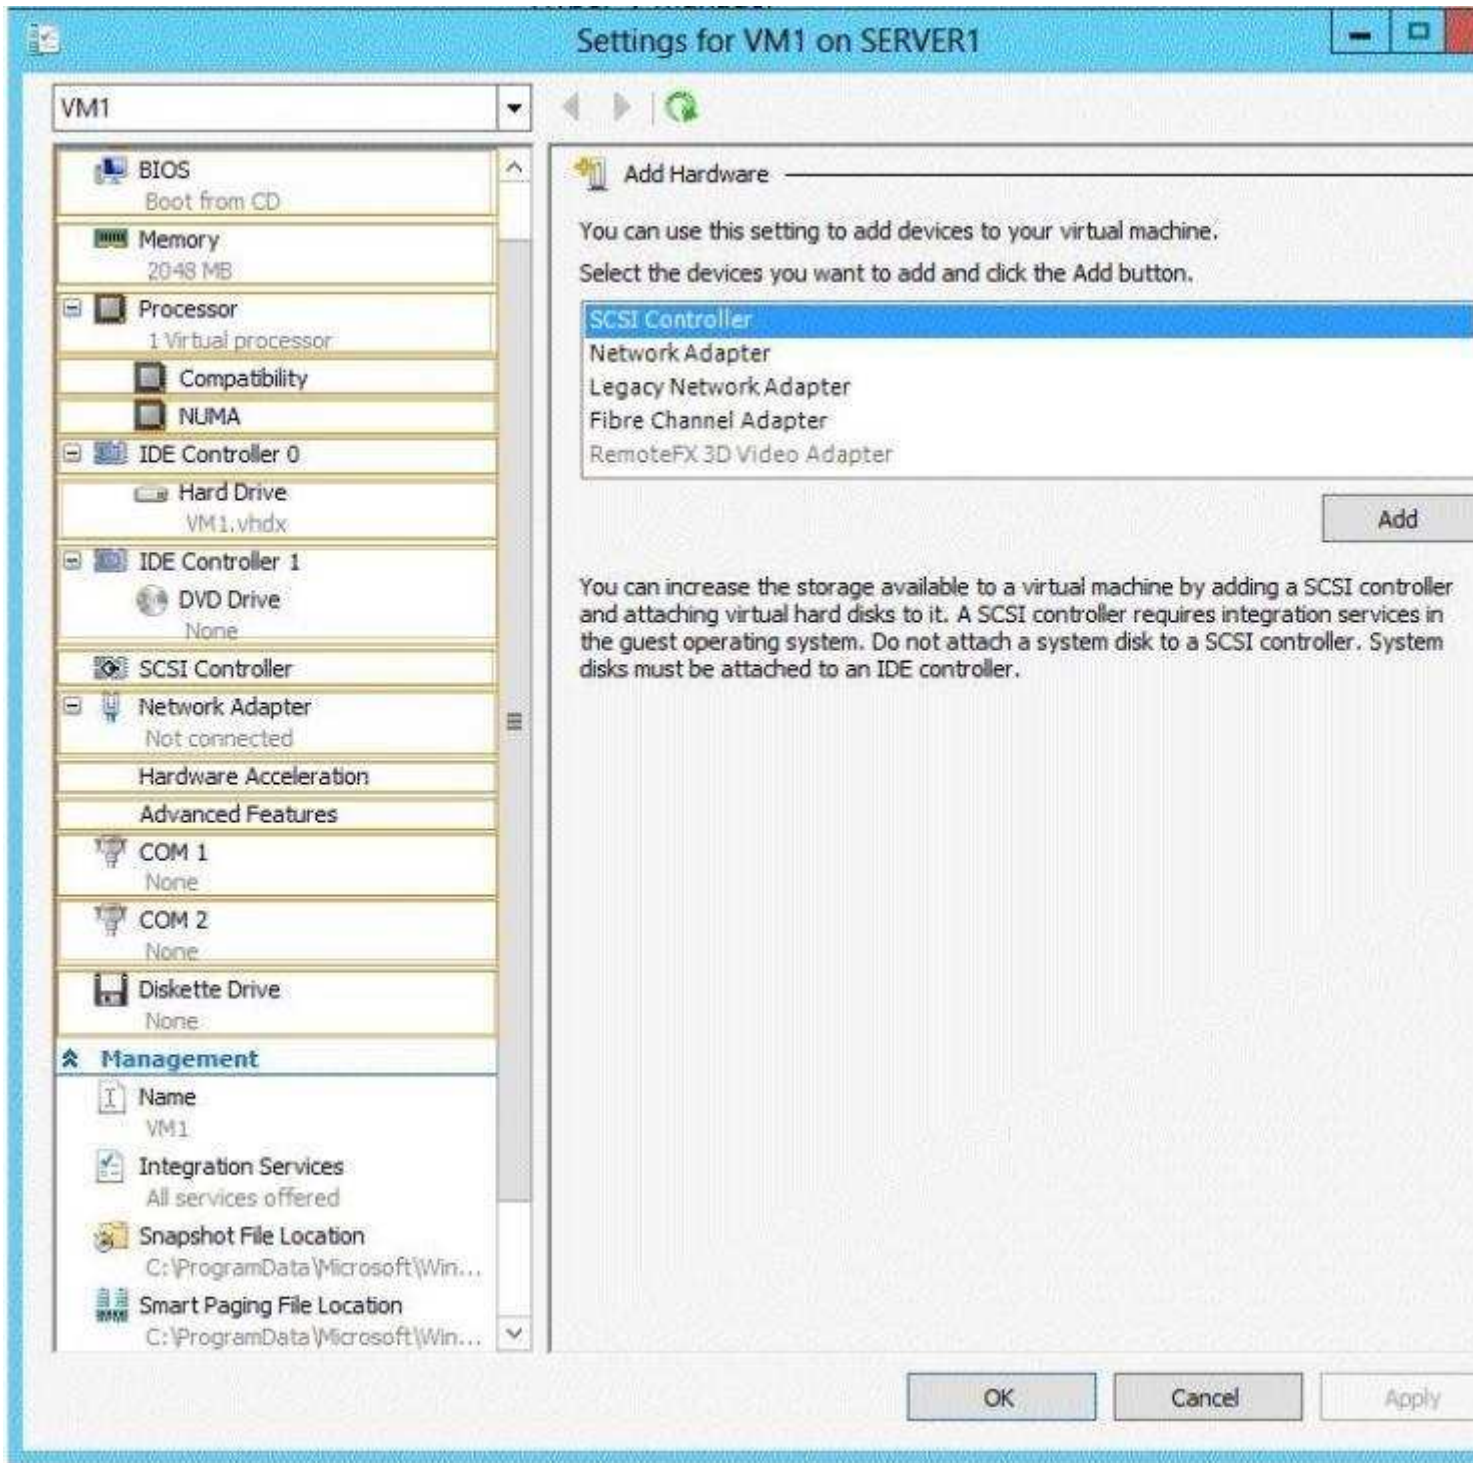 Settings for VM1 on SERVER1
VM1
BIOS
Boot from CD
Memory
2048 MB
Processor
1 Virtual processor
Compatibility
NUMA
IDE Controller 0
Hard Drive
VM1.vhdx
IDE Controller 1
DVD Drive
None
SCSI Controller
Network Adapter
Not connected
Hardware Acceleration
Advanced Features
COM 1
None
COM 2
None
Diskette Drive
None
Management
Name
VM1
Integration Services
All services offered
Snapshot File Location
C:\ProgramData\Microsoft\Win...
Smart Paging File Location
C:\ProgramData\Microsoft\Win...
Add Hardware
You can use this setting to add devices to your virtual machine.
Select the devices you want to add and click the Add button.
SCSI Controller
Network Adapter
Legacy Network Adapter
Fibre Channel Adapter
RemoteFX 3D Video Adapter
Add
You can increase the storage available to a virtual machine by adding a SCSI controller
and attaching virtual hard disks to it. A SCSI controller requires integration services in
the guest operating system. Do not attach a system disk to a SCSI controller. System
disks must be attached to an IDE controller.
OK
Cancel
Apply